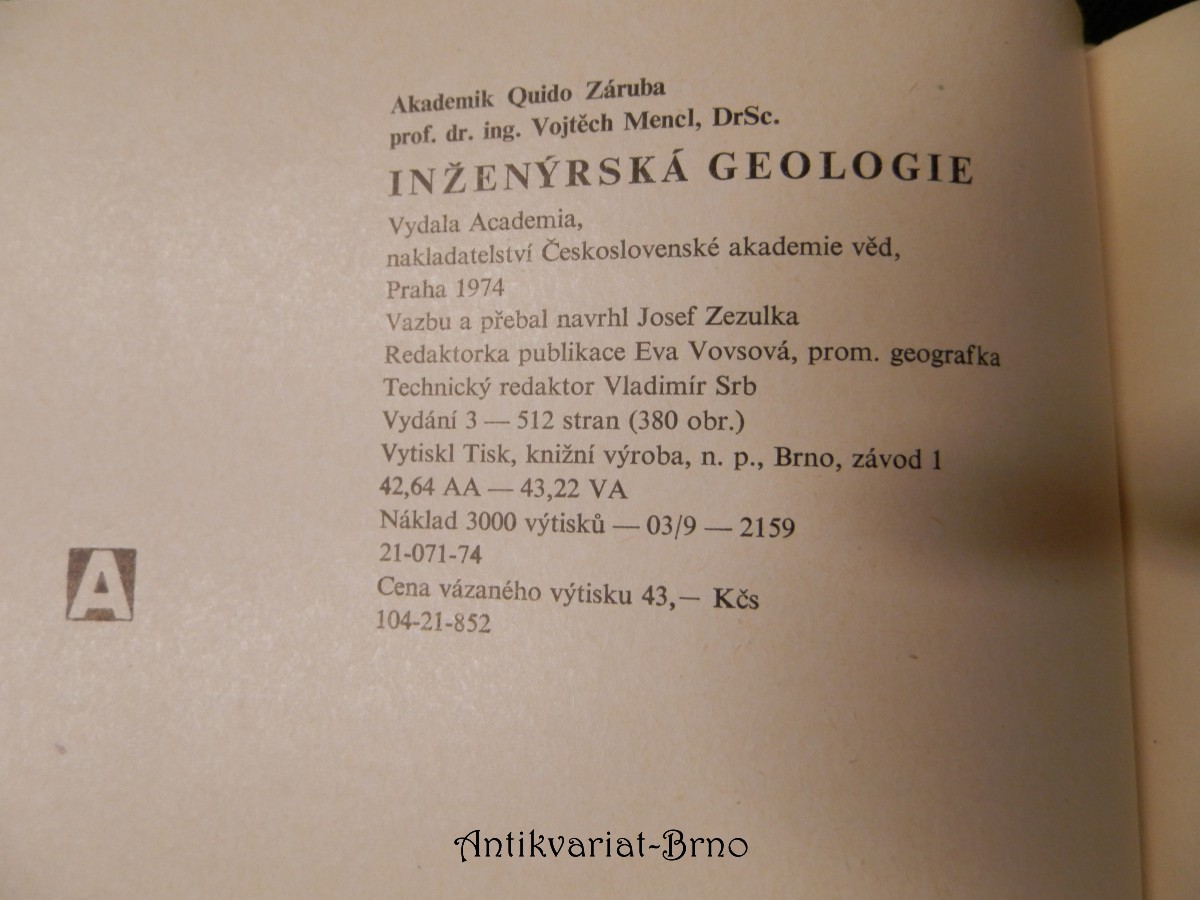 Akademik Quido Záruba
prof. dr. ing. Vojtěch Mencl, DrSc.
INŽENÝRSKÁ GEOLOGIE
Vydala Academia,
nakladatelství Československé akademie věd,
Praha 1974
Vazbu a přebal navrhl Josef Zezulka
Redaktorka publikace Eva Vovsová, prom. geografka
Technický redaktor Vladimír Srb
Vydání 3 — 512 stran (380 obr.)
Vytiskl Tisk, knižní výroba, n. p., Brno, závod 1
42,64 AA — 43,22 VA
Náklad 3000 výtisků — 03/9 — 2159
21-071-74
Cena vázaného výtisku 43,— Kčs
104-21-852
A
Antikvariat-Brno